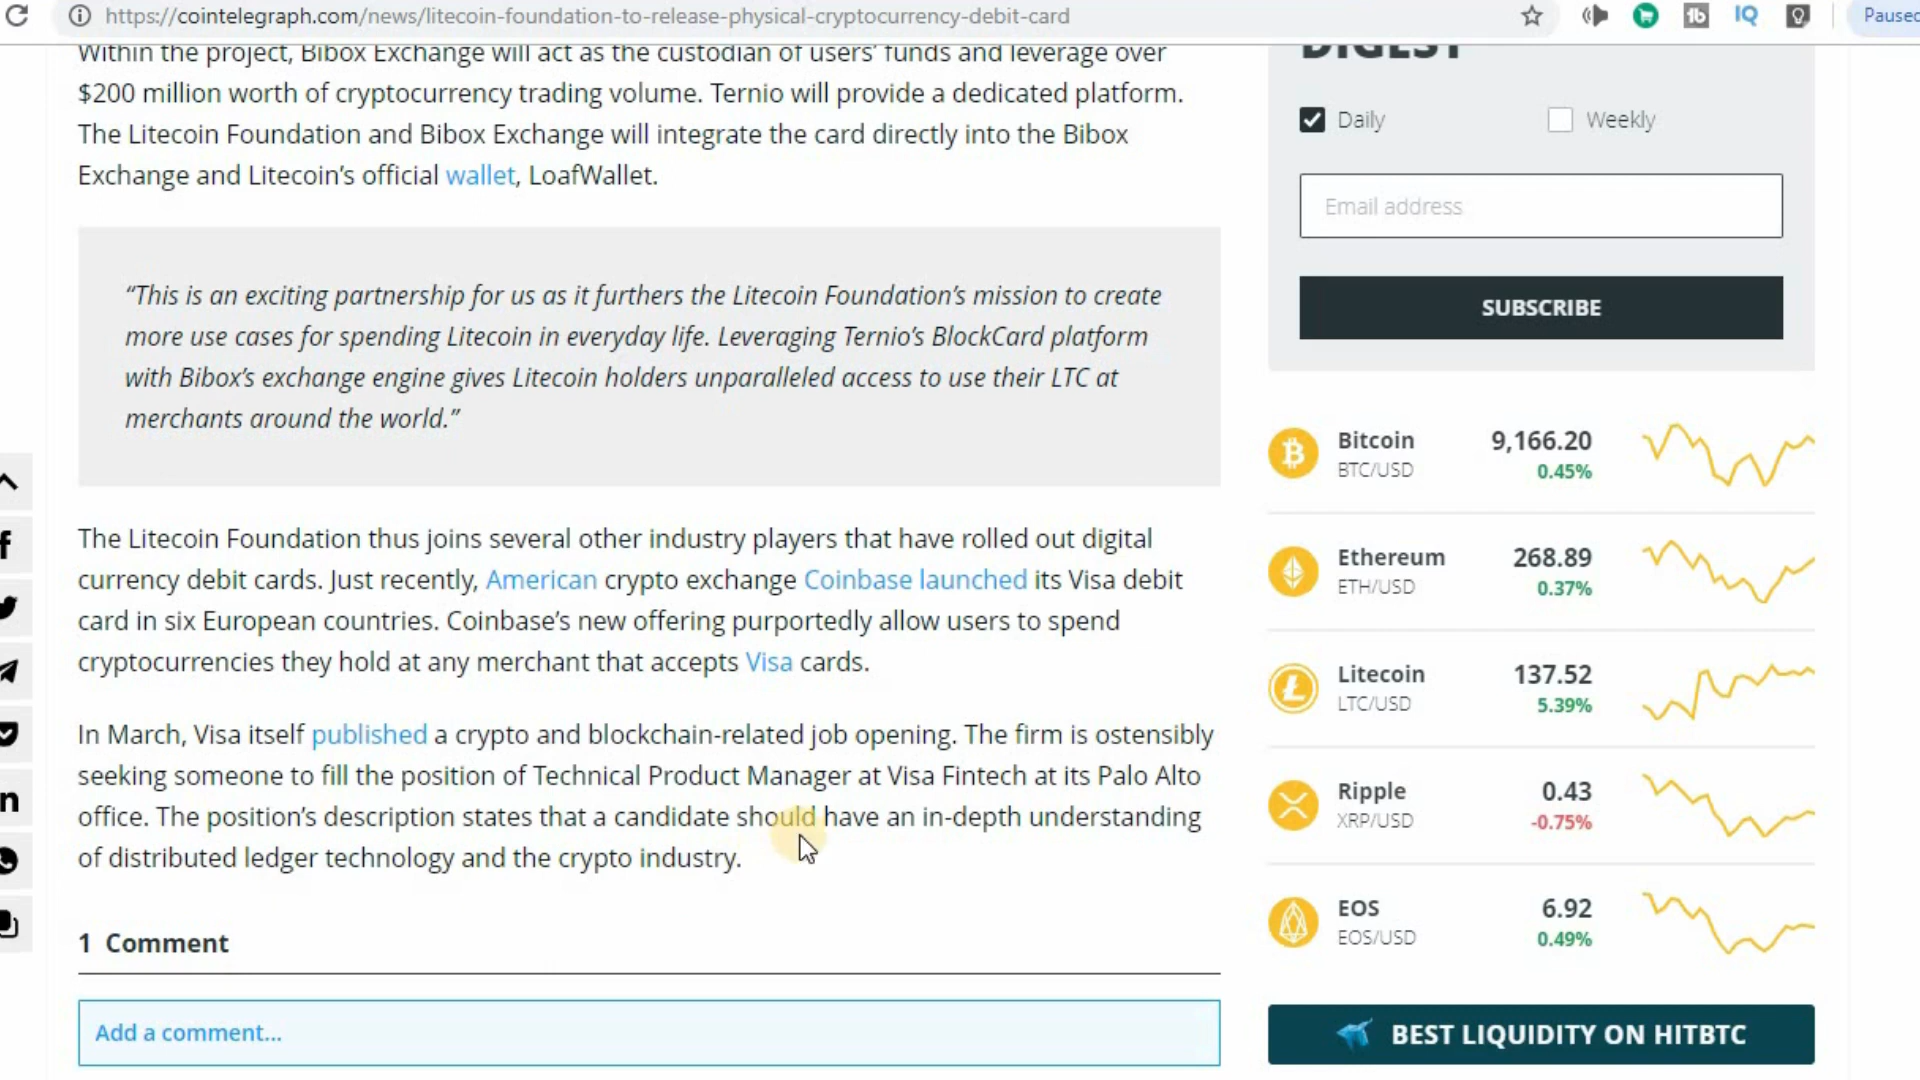 https://cointelegraph.com/news/litecoin-foundation-to-release-physical-cryptocurrency-debit-card
Paused
Within the project, Bibox Exchange will act as the custodian of users’ funds and leverage over
$200 million worth of cryptocurrency trading volume. Ternio will provide a dedicated platform.
The Litecoin Foundation and Bibox Exchange will integrate the card directly into the Bibox
Exchange and Litecoin’s official wallet, LoafWallet.
“This is an exciting partnership for us as it furthers the Litecoin Foundation’s mission to create
more use cases for spending Litecoin in everyday life. Leveraging Ternio’s BlockCard platform
with Bibox’s exchange engine gives Litecoin holders unparalleled access to use their LTC at
merchants around the world.”
The Litecoin Foundation thus joins several other industry players that have rolled out digital
currency debit cards. Just recently, American crypto exchange Coinbase launched its Visa debit
card in six European countries. Coinbase’s new offering purportedly allow users to spend
cryptocurrencies they hold at any merchant that accepts Visa cards.
In March, Visa itself published a crypto and blockchain-related job opening. The firm is ostensibly
seeking someone to fill the position of Technical Product Manager at Visa Fintech at its Palo Alto
office. The position’s description states that a candidate should have an in-depth understanding
of distributed ledger technology and the crypto industry.
1 Comment
Add a comment...
DIGEST
Daily
Weekly
Email address
SUBSCRIBE
Bitcoin 9,166.20
BTC/USD 0.45%
Ethereum 268.89
ETH/USD 0.37%
Litecoin 137.52
LTC/USD 5.39%
Ripple 0.43
XRP/USD -0.75%
EOS 6.92
EOS/USD 0.49%
BEST LIQUIDITY ON HITBTC